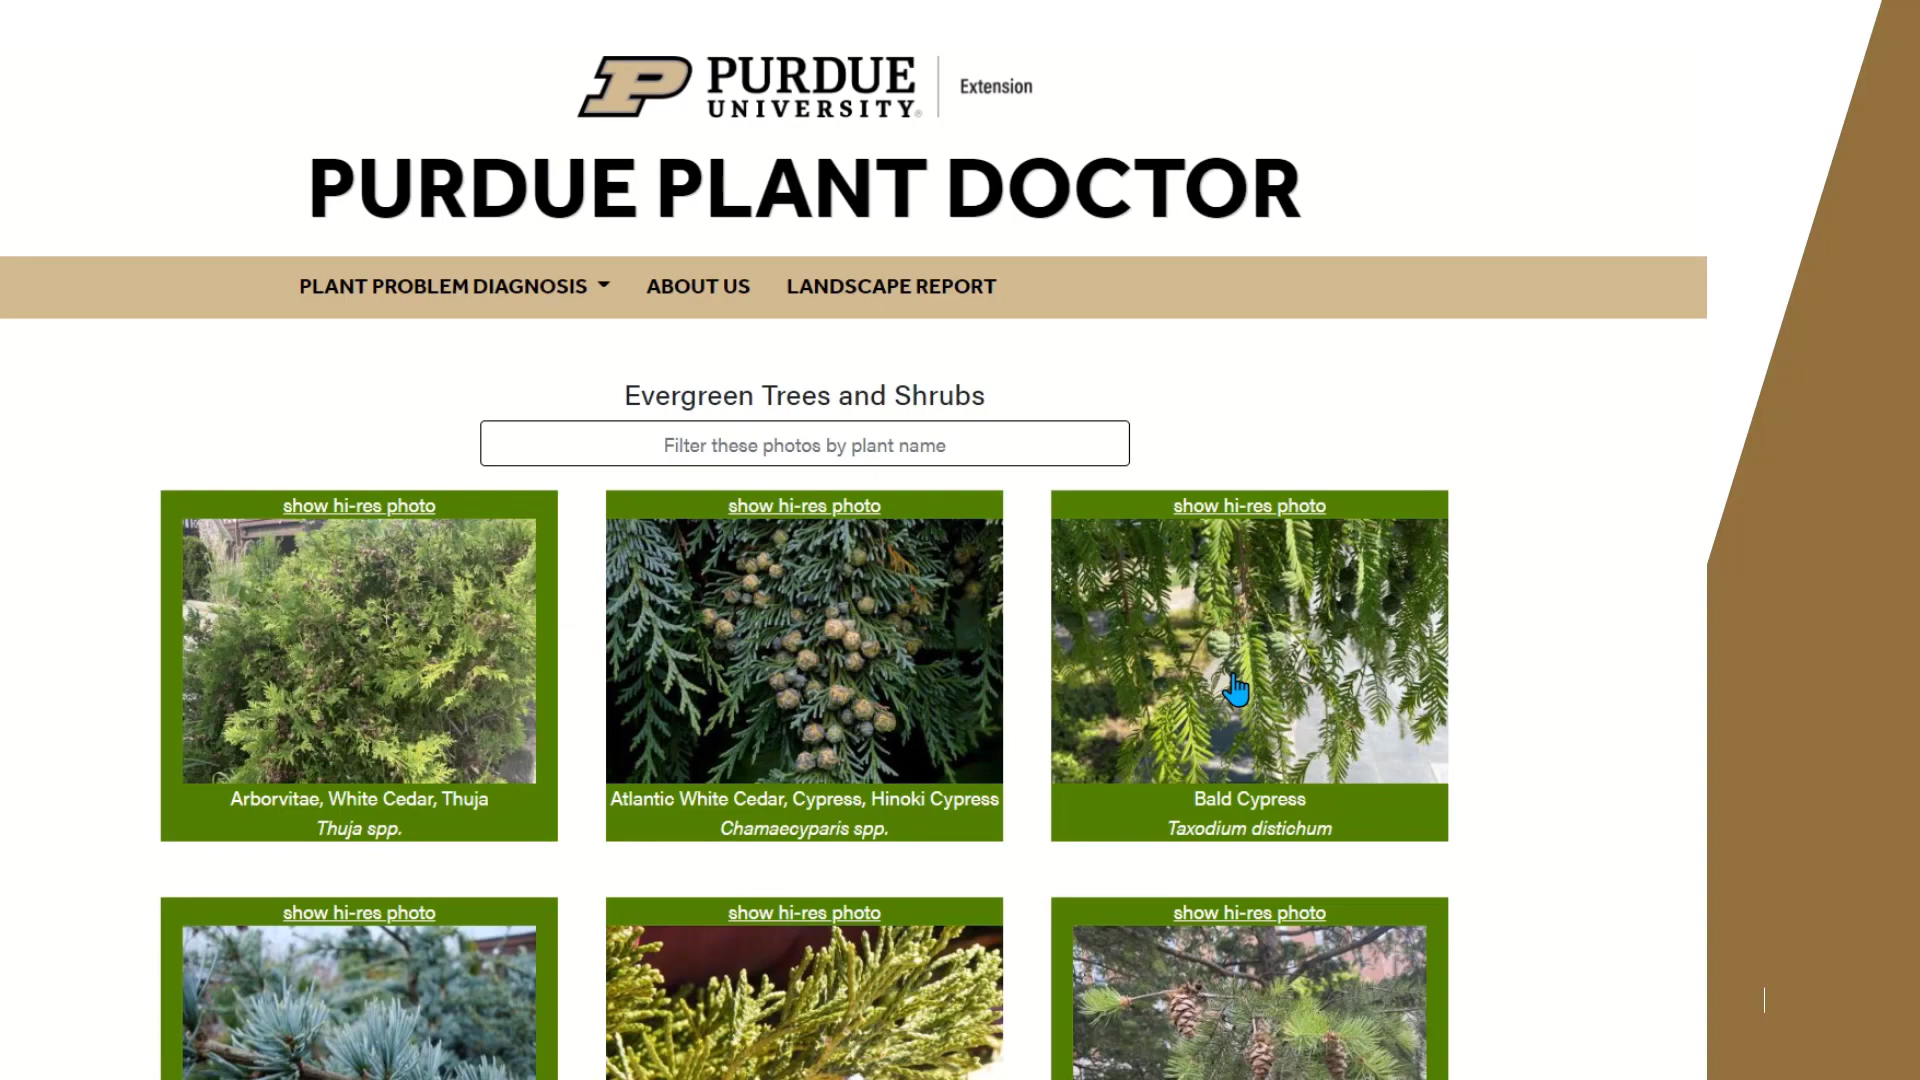 PURDUE
UNIVERSITY®
Extension
PURDUE PLANT DOCTOR
PLANT PROBLEM DIAGNOSIS ABOUT US LANDSCAPE REPORT
Evergreen Trees and Shrubs
Filter these photos by plant name
show hi-res photo
Arborvitae, White Cedar, Thuja
Thuja spp.
show hi-res photo
Atlantic White Cedar, Cypress, Hinoki Cypress
Chamaecyparis spp.
show hi-res photo
Bald Cypress
Taxodium distichum
show hi-res photo
show hi-res photo
show hi-res photo